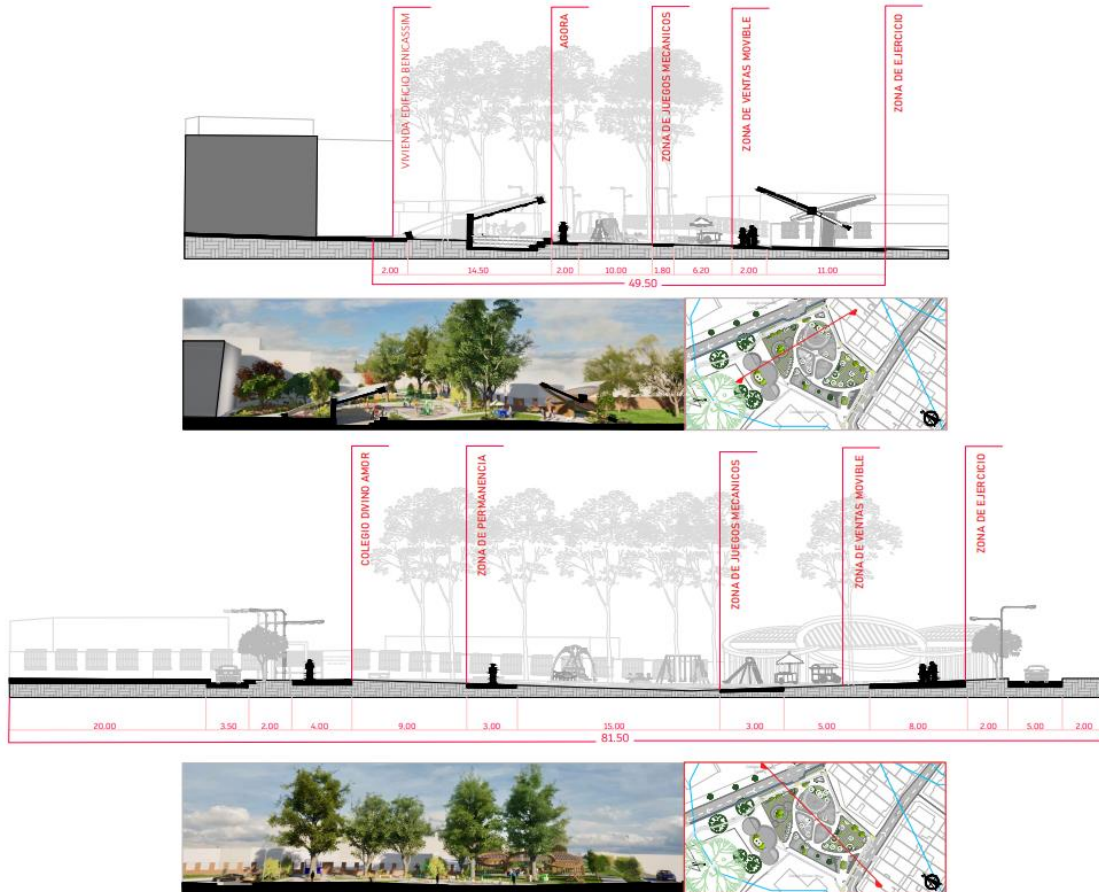 VIVIENDA EDIFICIO BENICASSIM
AGORA
ZONA DE JUEGOS MECANICOS
ZONA DE VENTAS MOVIBLE
ZONA DE EJERCICIO
2.00 14.50 2.00 10.00 1.80 6.20 2.00 11.00
49.50
COLEGIO DIVINO AMOR
ZONA DE PERMANENCIA
ZONA DE JUEGOS MECANICOS
ZONA DE VENTAS MOVIBLE
ZONA DE EJERCICIO
20.00 3.50 2.00 4.00 9.00 3.00 15.00 3.00 5.00 8.00 2.00 5.00 2.00
81.50